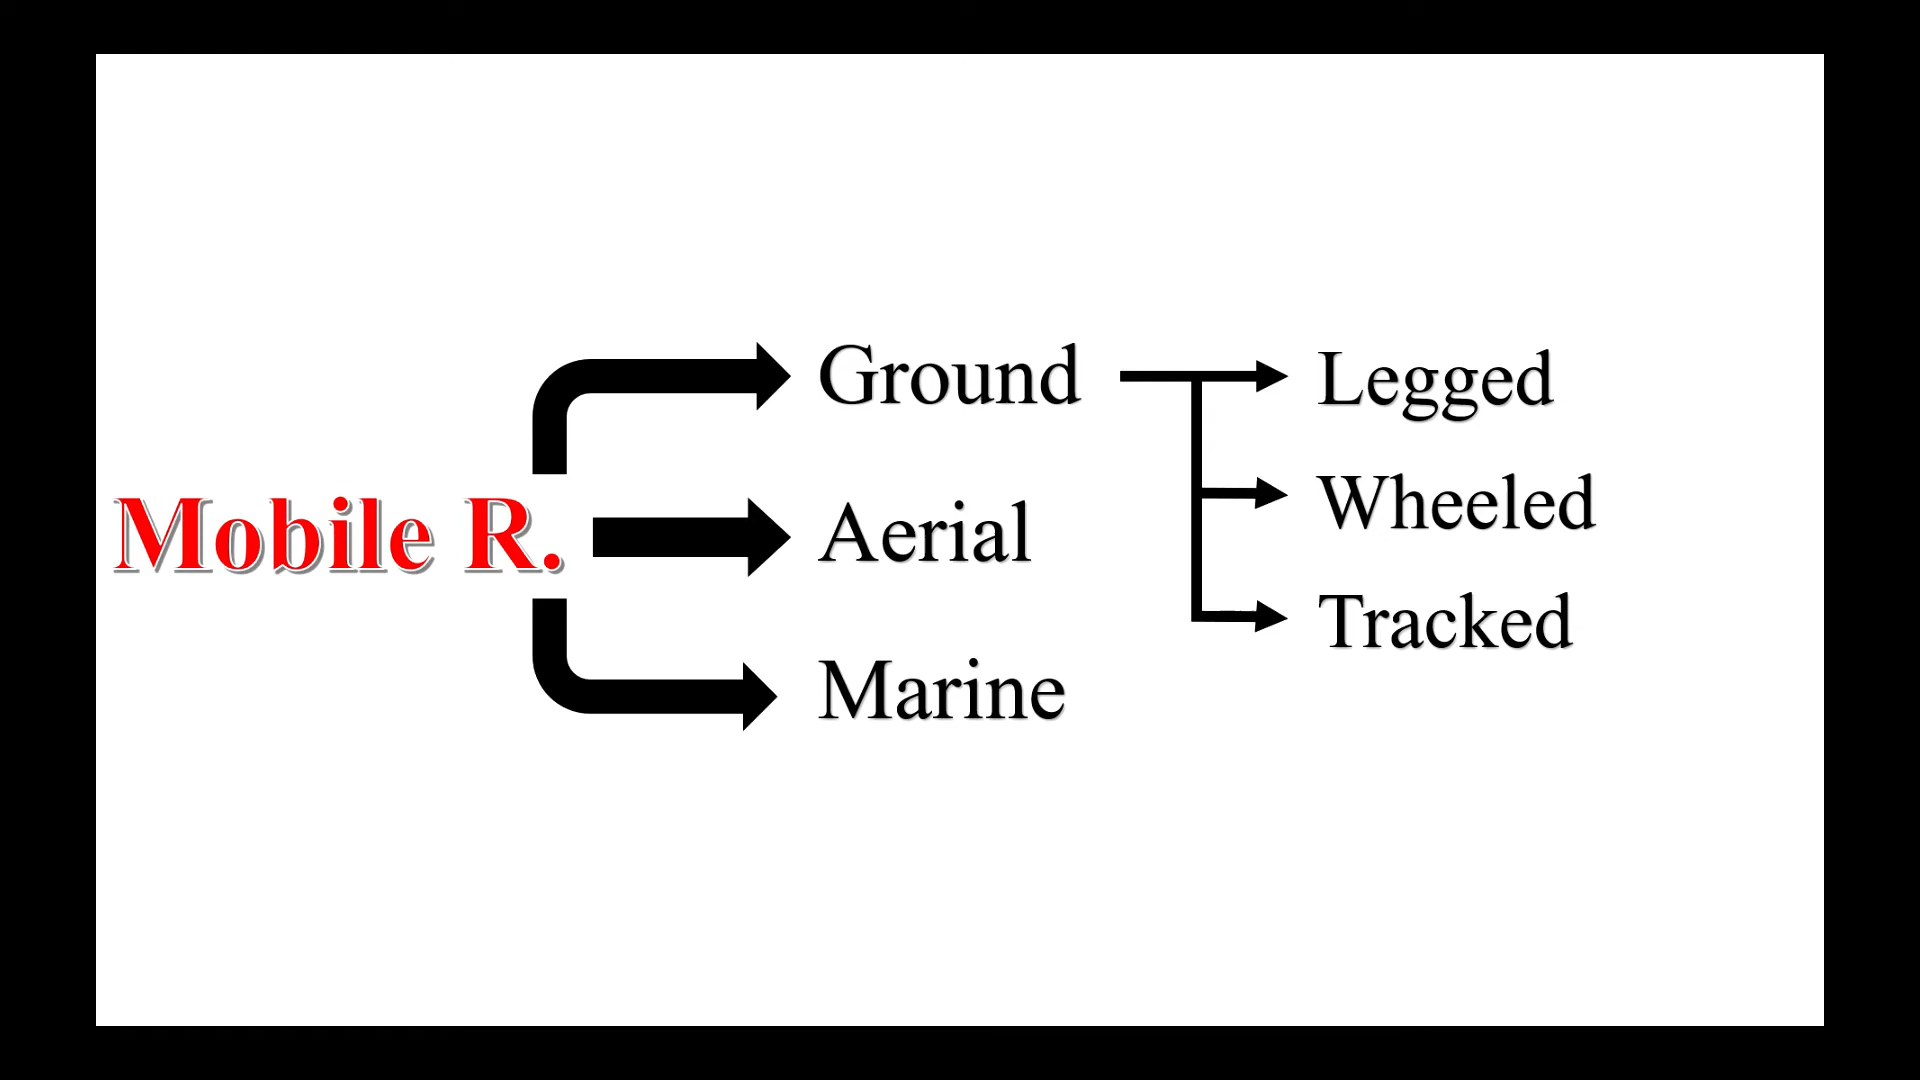 Mobile R.
Ground
Aerial
Marine
Legged
Wheeled
Tracked